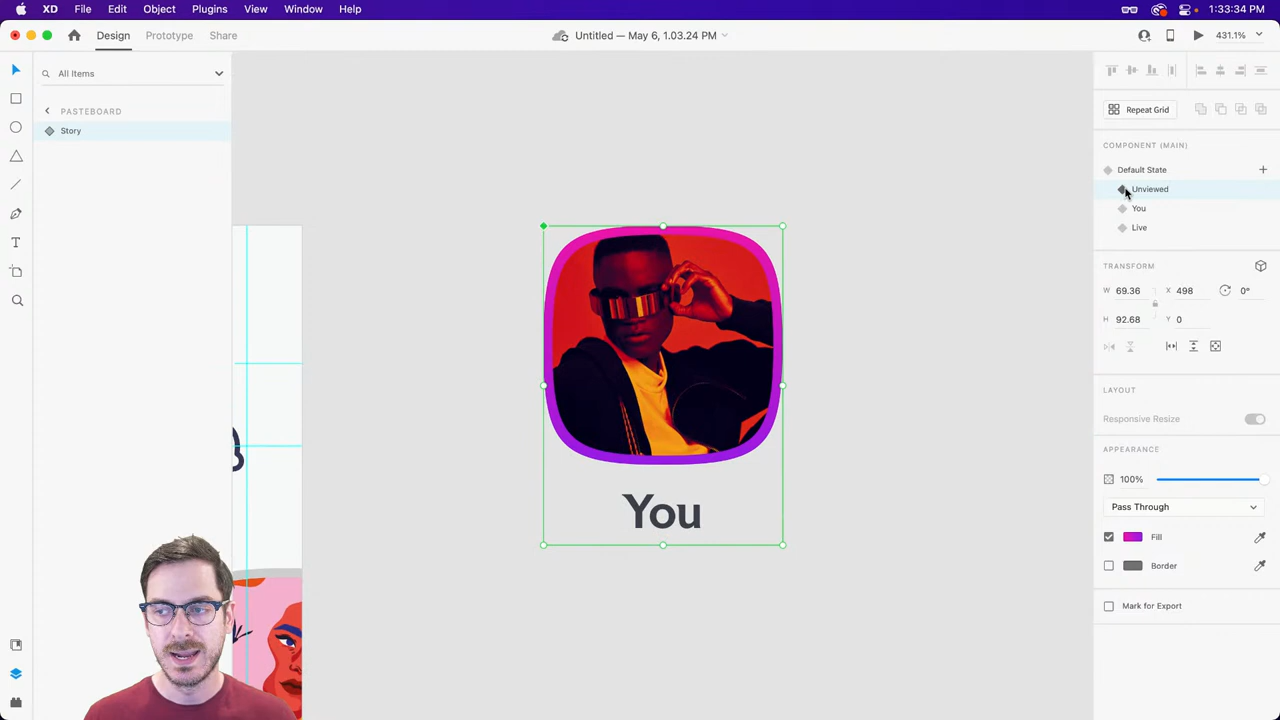 XD File Edit Object Plugins View Window Help 1:33:34 PM
Design Prototype Share Untitled — May 6, 1.03.24 PM 431.1%
All Items
PASTEBOARD
Story
You
Repeat Grid
COMPONENT (MAIN)
Default State
Unviewed
You
Live
TRANSFORM
W 69.36 X 498 0°
H 92.68 Y 0
LAYOUT
Responsive Resize
APPEARANCE
100%
Pass Through
Fill
Border
Mark for Export